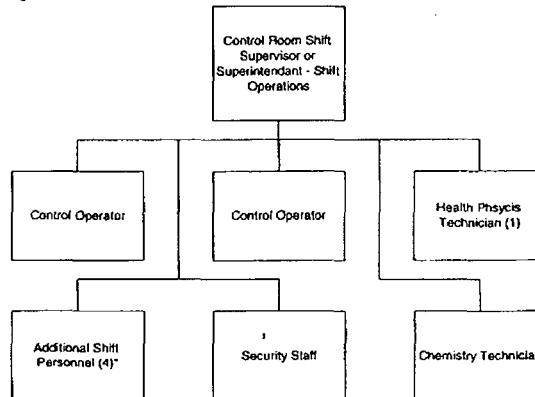 Control Room Shift
Supervisor or
Superintendant - Shift
Operations
Control Operator
Control Operator
Health Phsycis
Technician (1)
Additional Shift
Personnel (4)*
Security Staff
Chemistry Technicia